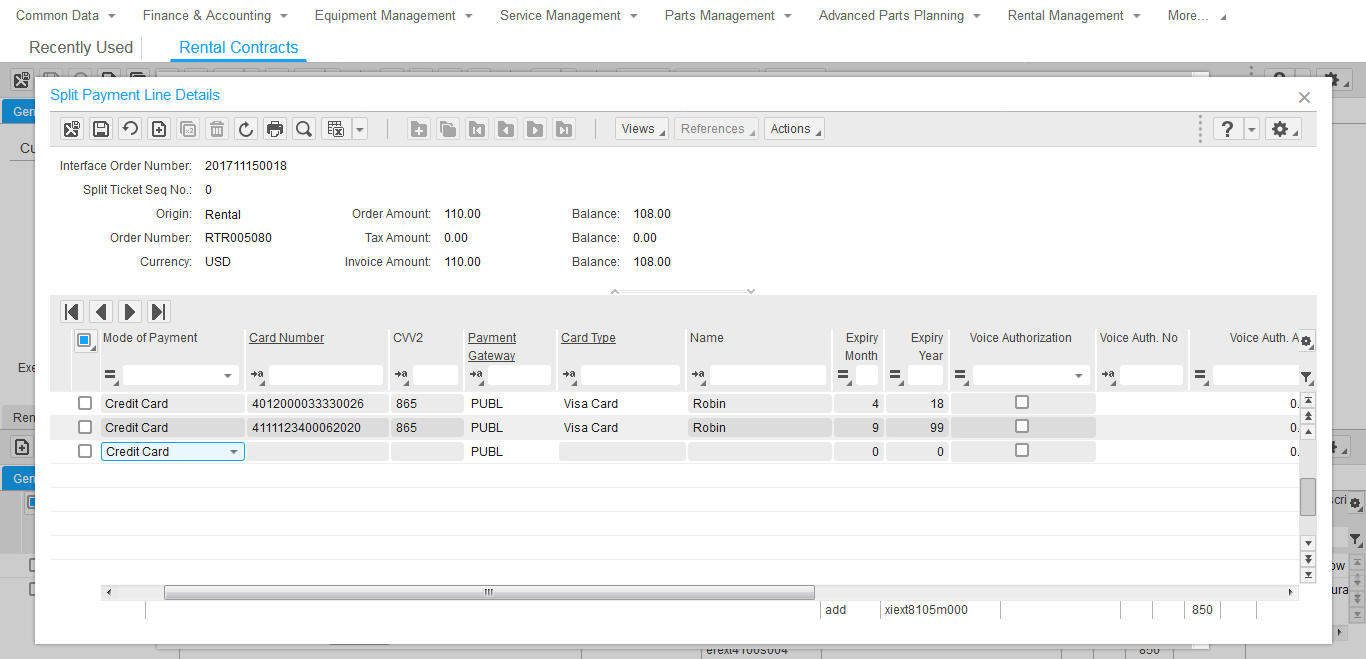 Common Data Finance & Accounting Equipment Management Service Management Parts Management Advanced Parts Planning Rental Management More...
Recently Used Rental Contracts
Split Payment Line Details
Gen
Views References Actions ?
Cu
Interface Order Number: 201711150018
Split Ticket Seq No.: 0
Origin: Rental Order Amount: 110.00 Balance: 108.00
Order Number: RTR005080 Tax Amount: 0.00 Balance: 0.00
Currency: USD Invoice Amount: 110.00 Balance: 108.00
Mode of Payment Card Number CVV2 Payment Gateway Card Type Name Expiry Month Expiry Year Voice Authorization Voice Auth. No Voice Auth. A
Exe
Credit Card 4012000033330026 865 PUBL Visa Card Robin 4 18 0.
Ren
Credit Card 4111123400062020 865 PUBL Visa Card Robin 9 99 0.
Credit Card PUBL 0 0 0.
Gen
scri
ow
ura
add xiext8105m000 850
erext4100s004 850